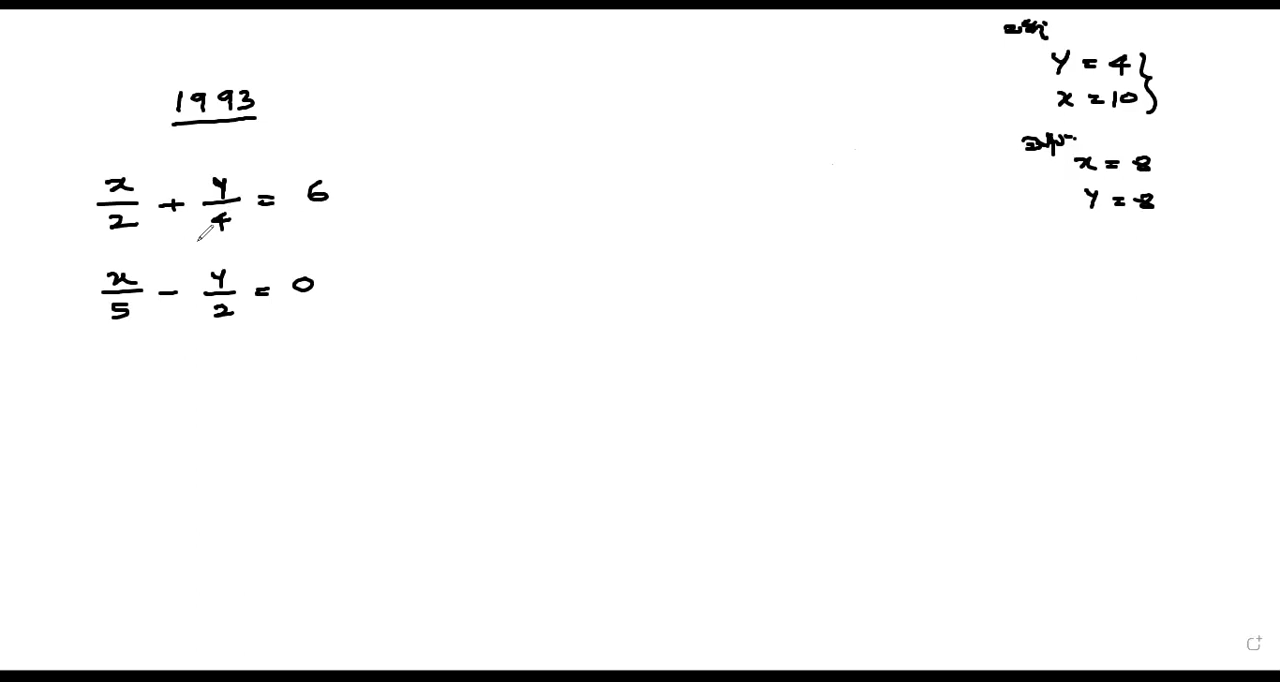 1993
x/2 + y/4 = 6
x/5 - y/2 = 0
y = 4
x = 10
x = 8
y = 8